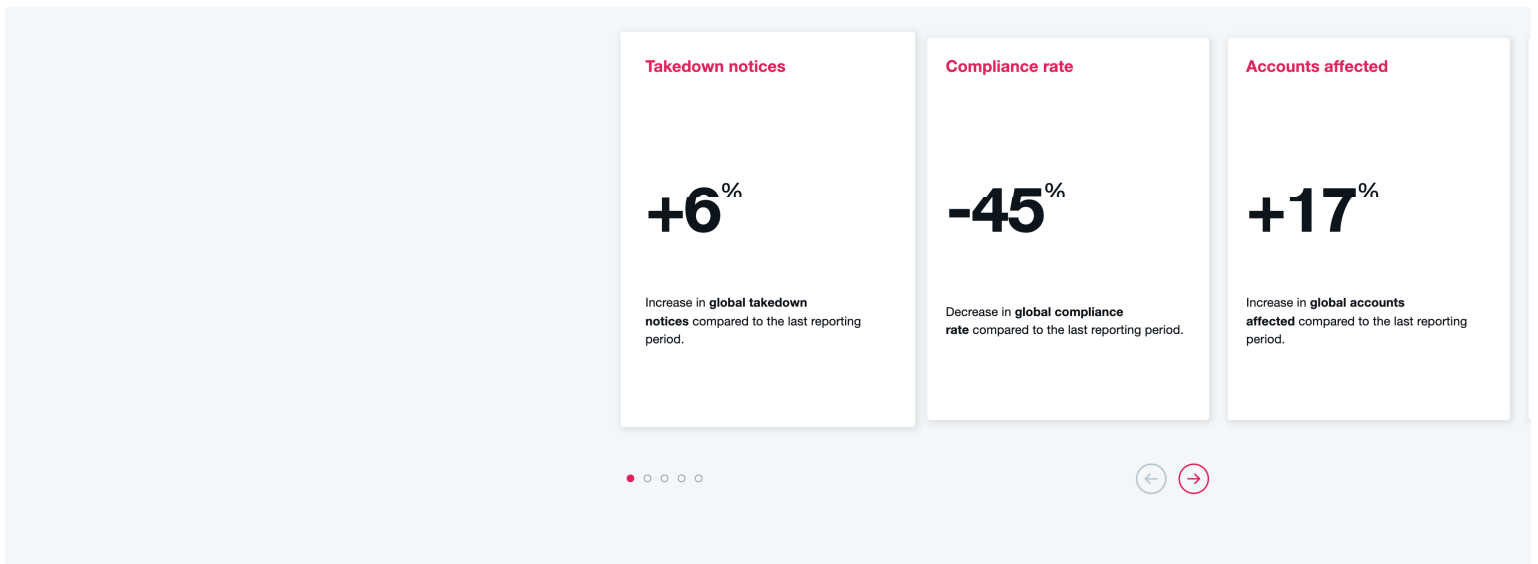 Takedown notices
+6%
Increase in global takedown
notices compared to the last reporting
period.
Compliance rate
-45%
Decrease in global compliance
rate compared to the last reporting period.
Accounts affected
+17%
Increase in global accounts
affected compared to the last reporting
period.